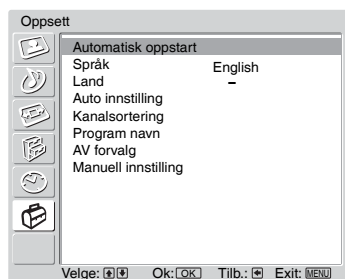 Oppsett
Automatisk oppstart
Språk English
Land –
Auto innstilling
Kanalsortering
Program navn
AV forvalg
Manuell innstilling
Velge: Ok: OK Tilb.: Exit: MENU